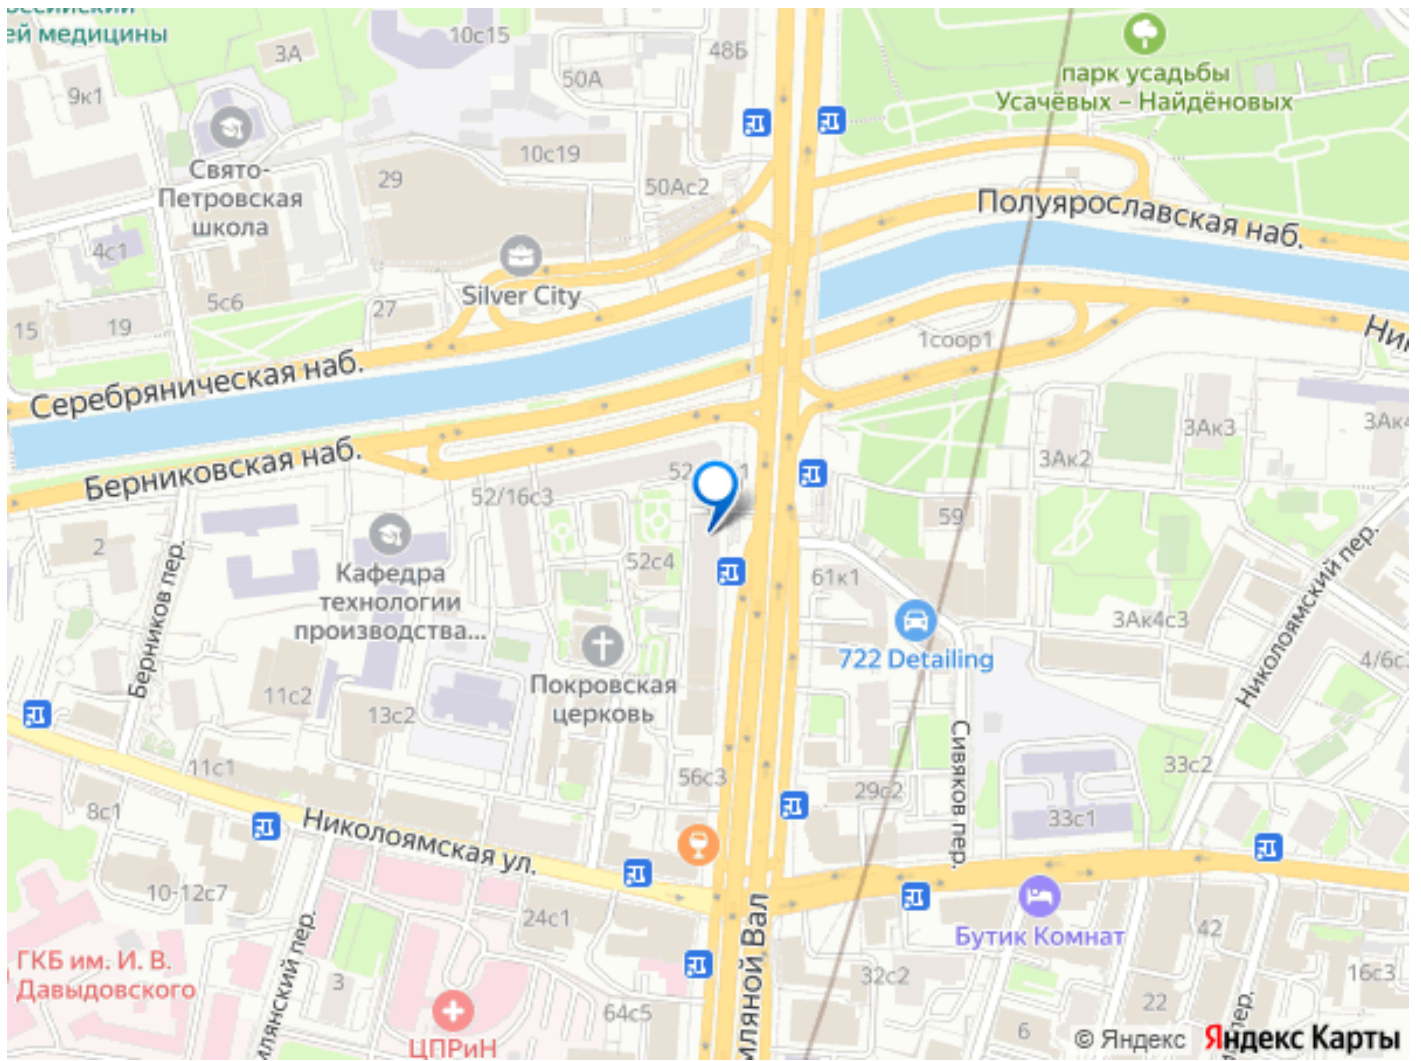 ей медицины
9к1
3А
10с15
50А
48Б
парк усадьбы
Усачёвых – Найдёновых
Свято-
Петровская
школа
29
10с19
50Ас2
Полуярославская наб.
4с1
Silver City
5с6
27
15
19
1соор1
Серебряническая наб.
Берниковская наб.
3Ак2
3Ак3
52/16с3
59
2
Кафедра
технологии
производства...
52с4
61к1
Берников пер.
722 Detailing
3Ак4с3
Николоямский пер.
4/6с3
Покровская
церковь
11с2
13с2
11с1
56с3
29с2
Сивяков пер.
33с2
33с1
8с1
Николоямская ул.
10-12с7
24с1
Бутик Комнат
42
ГКБ им. И. В.
Давыдовского
3
64с5
32с2
22
16с3
6
ЦПРиН
© Яндекс Яндекс Карты